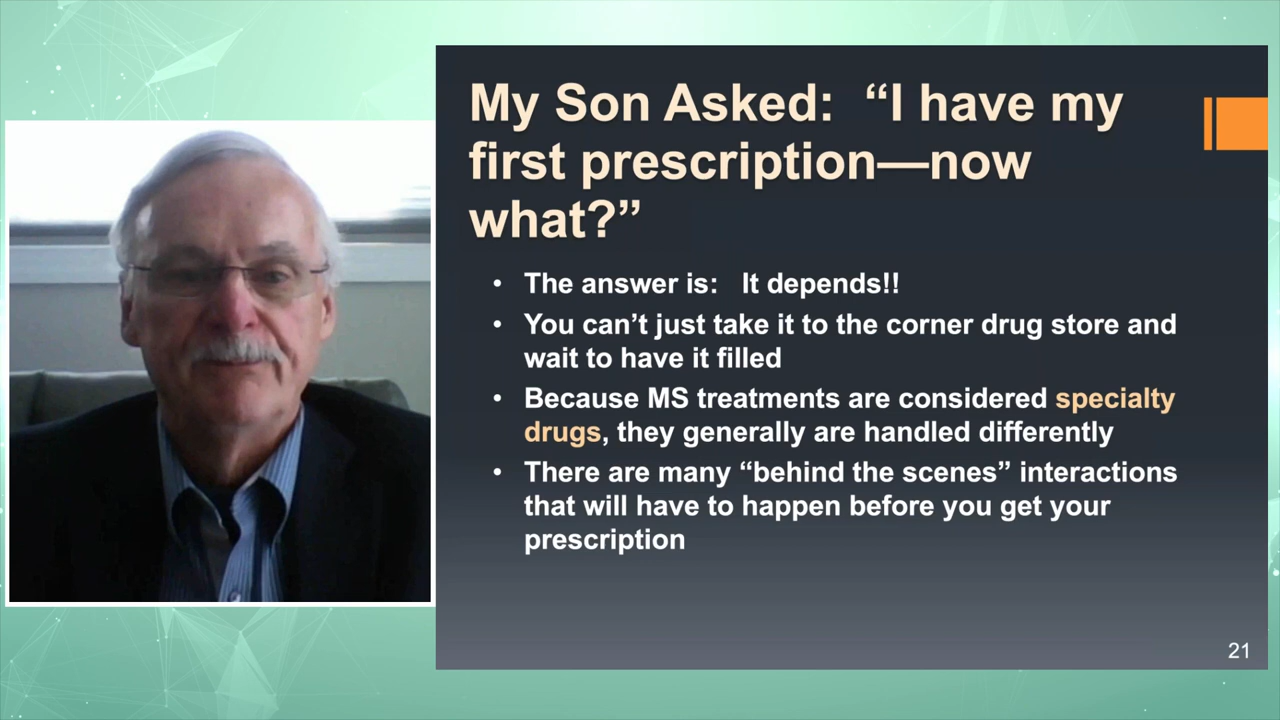 My Son Asked:  “I have my
first prescription—now
what?”
• The answer is:   It depends!!
• You can’t just take it to the corner drug store and
wait to have it filled
• Because MS treatments are considered specialty
drugs, they generally are handled differently
• There are many “behind the scenes” interactions
that will have to happen before you get your
prescription
21